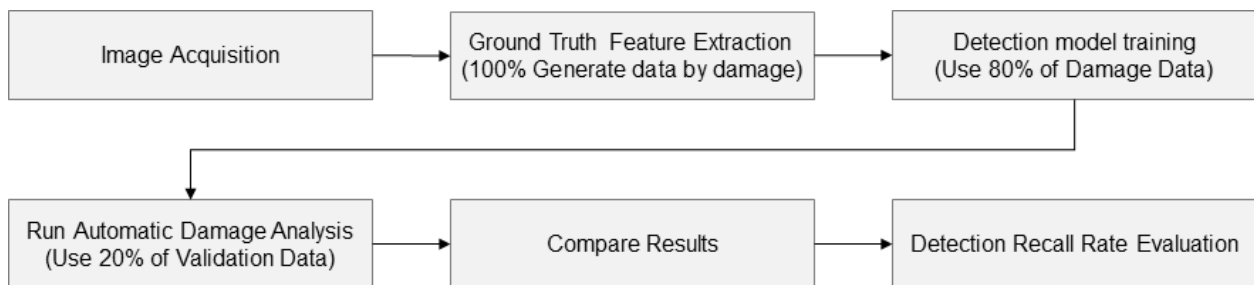 Image Acquisition
Ground Truth Feature Extraction
(100% Generate data by damage)
Detection model training
(Use 80% of Damage Data)
Run Automatic Damage Analysis
(Use 20% of Validation Data)
Compare Results
Detection Recall Rate Evaluation